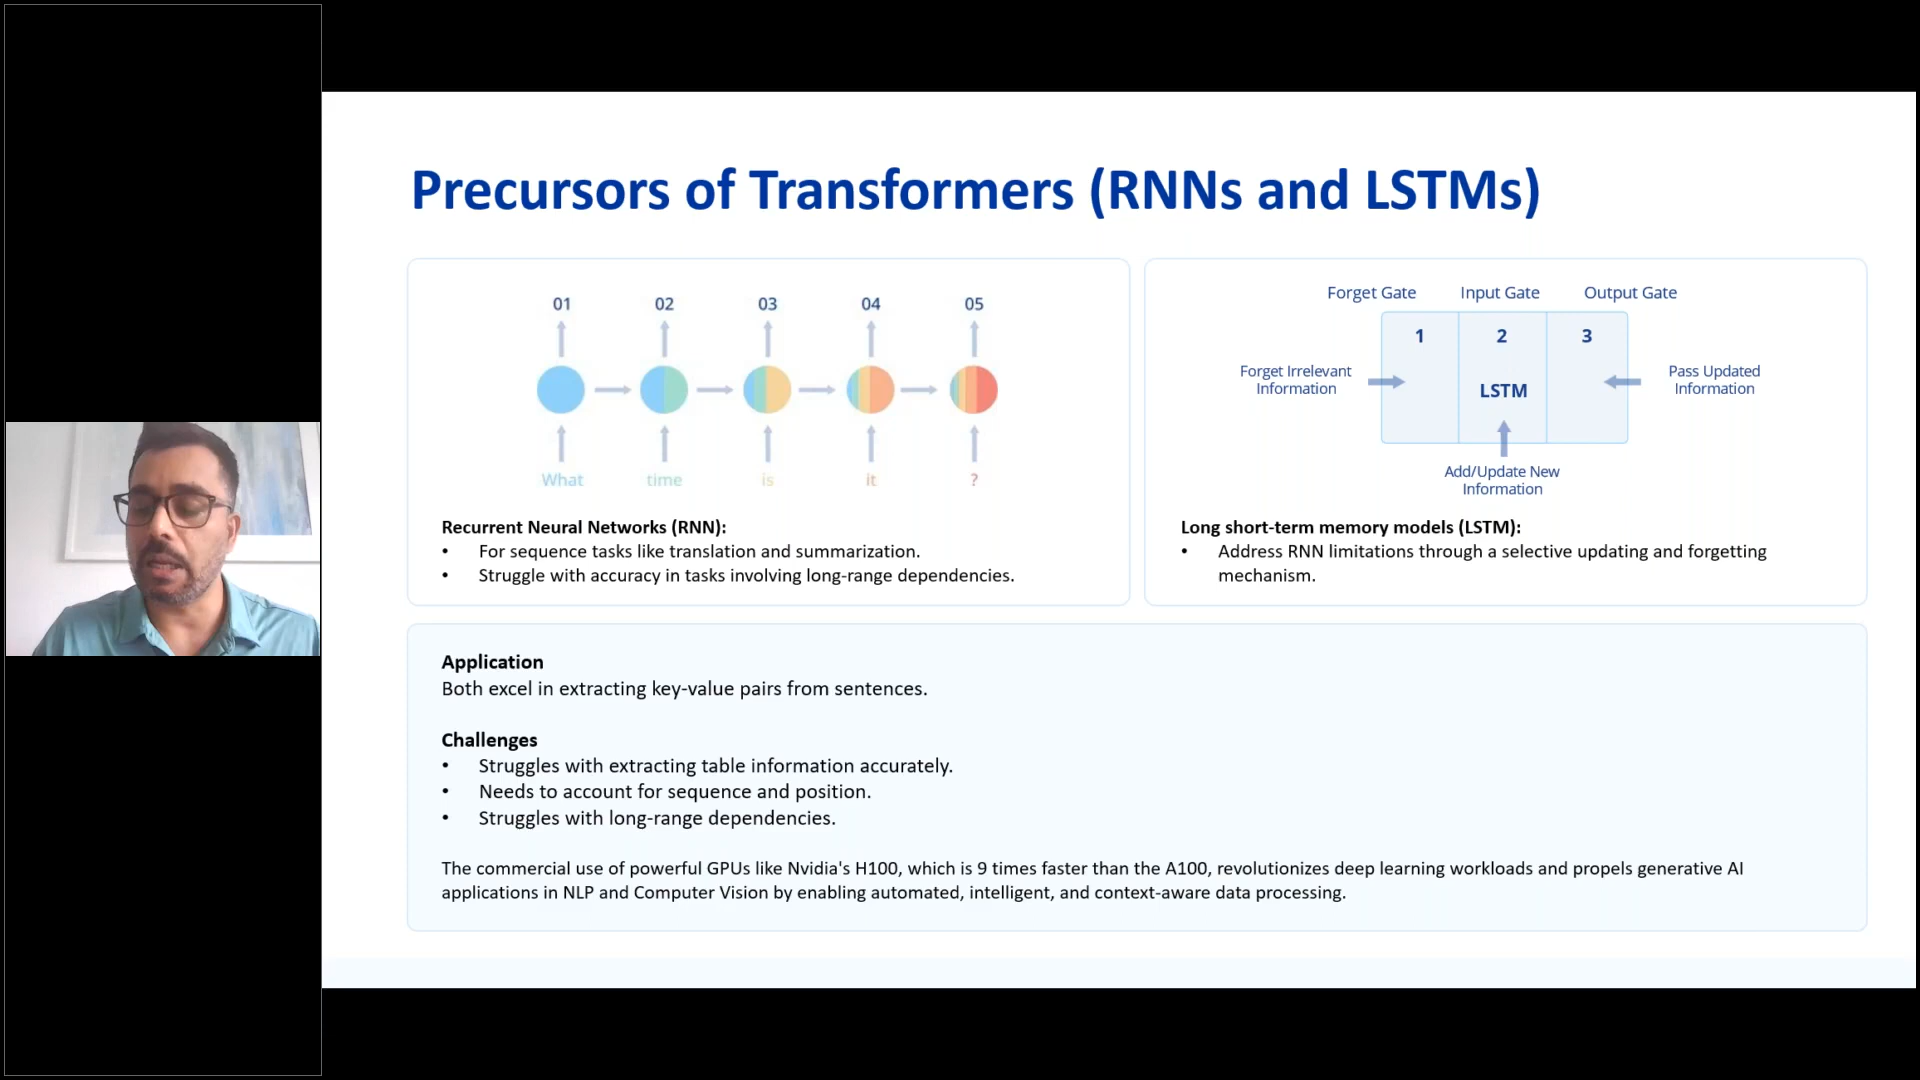 Precursors of Transformers (RNNs and LSTMs)
01 02 03 04 05
What time is it ?
Recurrent Neural Networks (RNN):
• For sequence tasks like translation and summarization.
• Struggle with accuracy in tasks involving long-range dependencies.
Forget Gate Input Gate Output Gate
1 2 3
Forget Irrelevant
Information
LSTM
Pass Updated
Information
Add/Update New
Information
Long short-term memory models (LSTM):
• Address RNN limitations through a selective updating and forgetting
mechanism.
Application
Both excel in extracting key-value pairs from sentences.
Challenges
• Struggles with extracting table information accurately.
• Needs to account for sequence and position.
• Struggles with long-range dependencies.
The commercial use of powerful GPUs like Nvidia's H100, which is 9 times faster than the A100, revolutionizes deep learning workloads and propels generative AI
applications in NLP and Computer Vision by enabling automated, intelligent, and context-aware data processing.